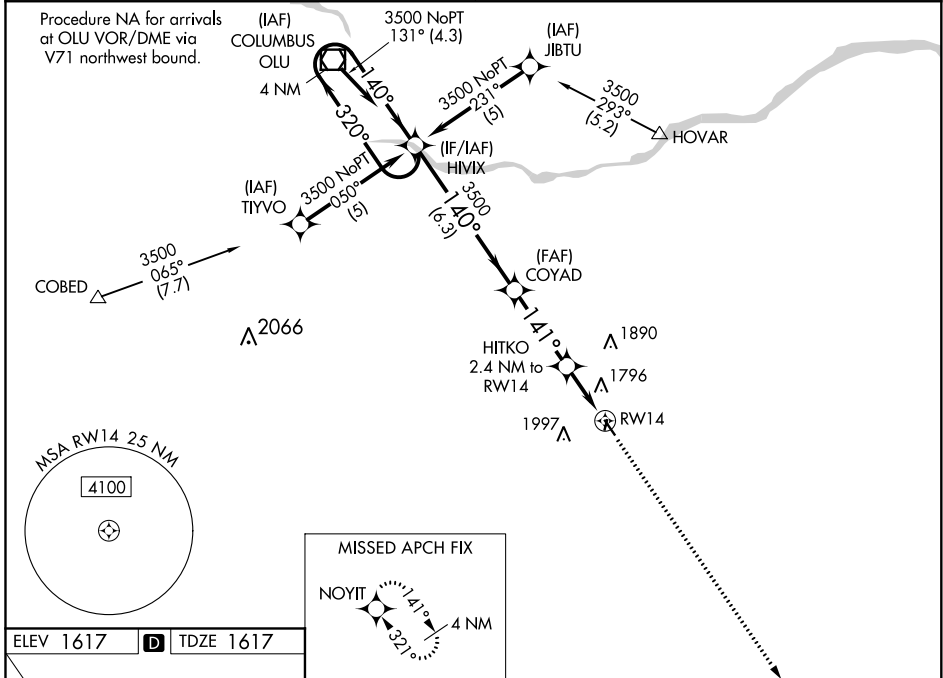 Procedure NA for arrivals
at OLU VOR/DME via
V71 northwest bound.
(IAF)
COLUMBUS
OLU
4 NM
3500 NoPT
131° (4.3)
140°
320°
(IAF)
JIBTU
3500 NoPT
231°
(5)
3500
293°
(5.2)
HOVAR
(IF/IAF)
HIVIX
(IAF)
TIYVO
3500 NoPT
050°
(5)
3500
140°
(6.3)
3500
065°
(7.7)
COBED
(FAF)
COYAD
141°
2066
HITKO
2.4 NM to
RW14
1890
1796
1997
RW14
MSA RW14 25 NM
4100
MISSED APCH FIX
NOYIT
141°
321°
4 NM
ELEV 1617 D TDZE 1617